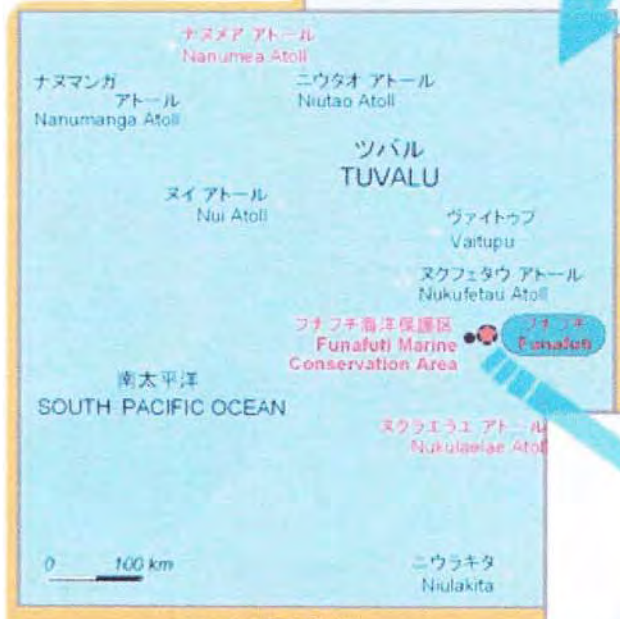 ナヌメア アトール
Nanumea Atoll
ナヌマンガ
アトール
Nanumanga Atoll
ニウタオ アトール
Niutao Atoll
ツバル
TUVALU
ヌイ アトール
Nui Atoll
ヴァイトゥプ
Vaitupu
ヌクフェタウ アトール
Nukufetau Atoll
フナフチ海洋保護区
Funafuti Marine
Conservation Area
フナフチ
Funafuti
南太平洋
SOUTH PACIFIC OCEAN
ヌクラエラエ アトール
Nukulaelae Atoll
0 100 km
ニウラキタ
Niulakita